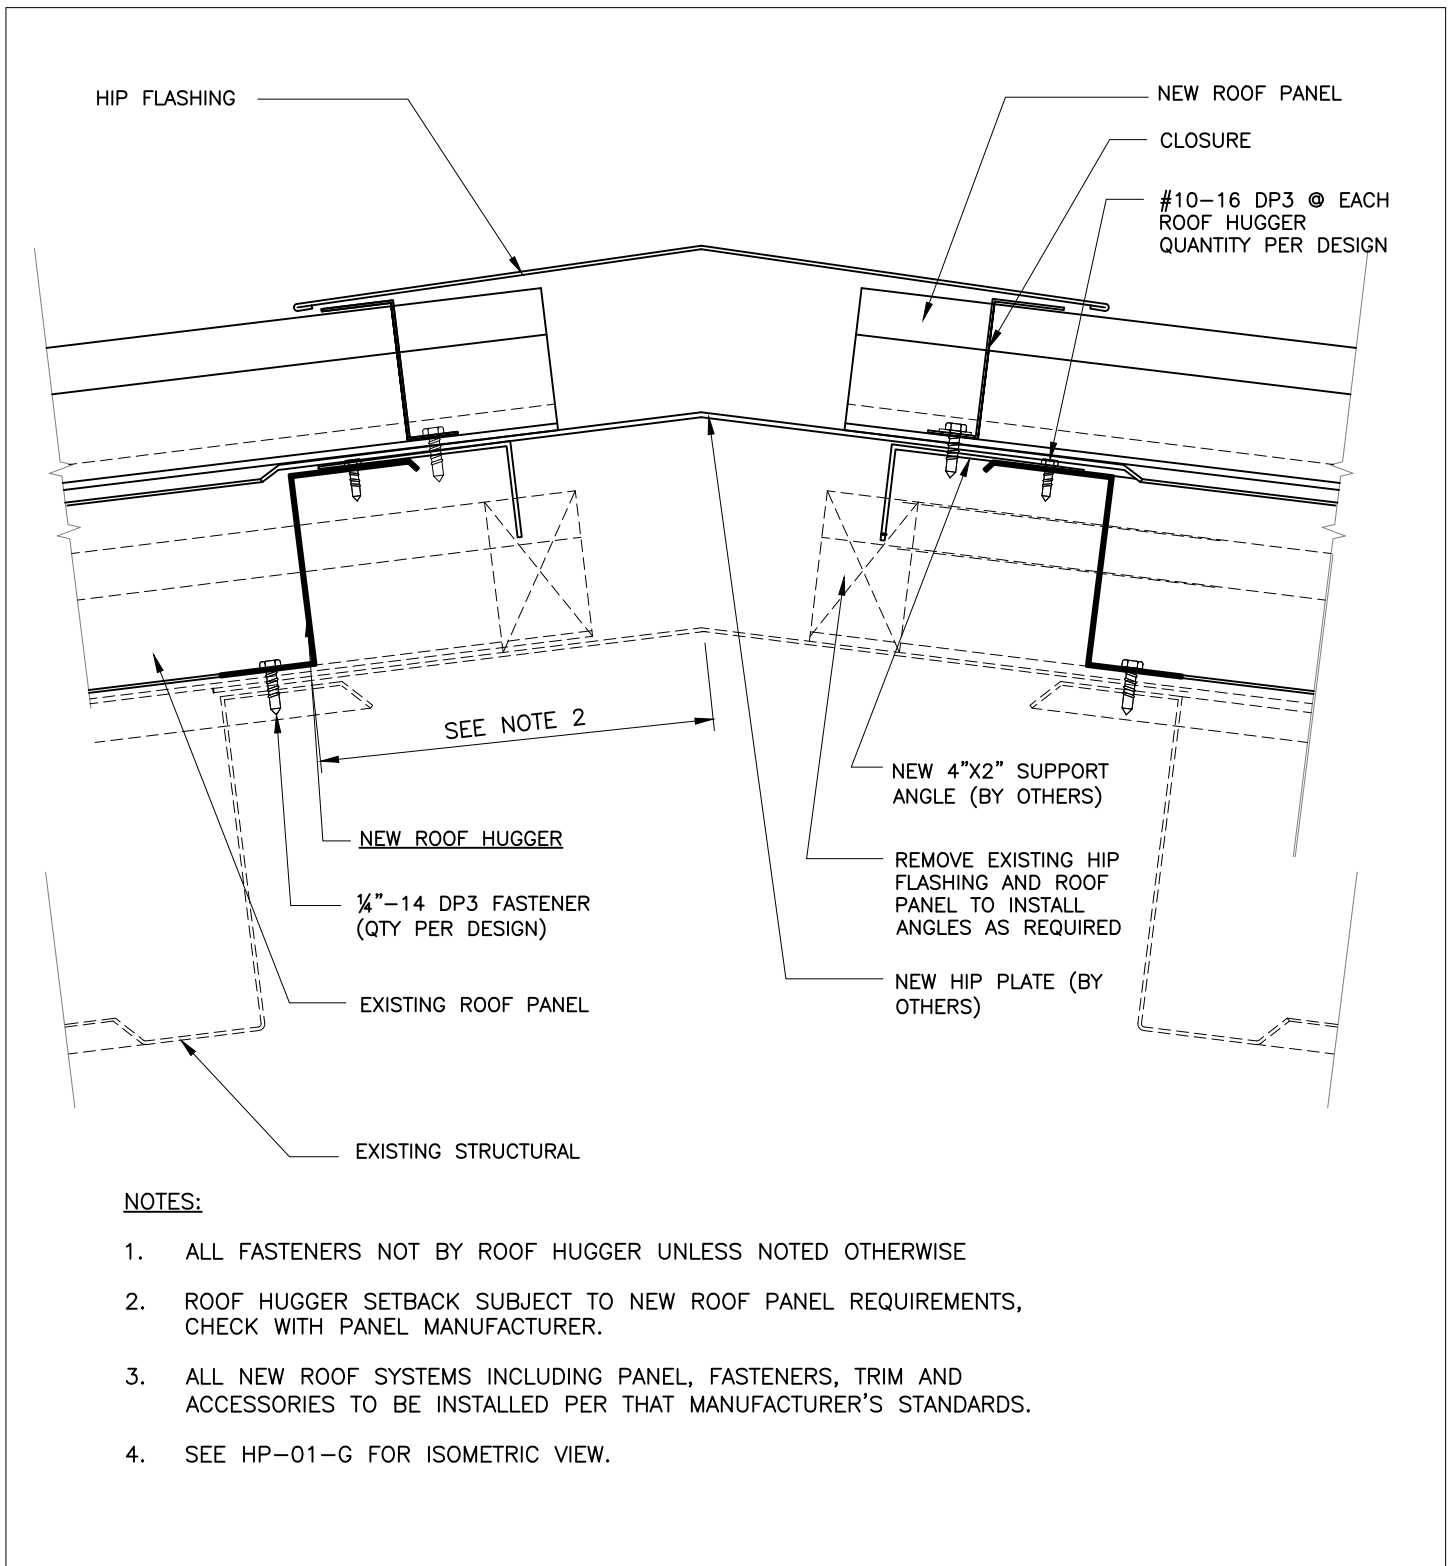 HIP FLASHING
NEW ROOF PANEL
CLOSURE
#10-16 DP3 @ EACH
ROOF HUGGER
QUANTITY PER DESIGN
SEE NOTE 2
NEW 4"X2" SUPPORT
ANGLE (BY OTHERS)
NEW ROOF HUGGER
REMOVE EXISTING HIP
FLASHING AND ROOF
PANEL TO INSTALL
ANGLES AS REQUIRED
¼"-14 DP3 FASTENER
(QTY PER DESIGN)
NEW HIP PLATE (BY
OTHERS)
EXISTING ROOF PANEL
EXISTING STRUCTURAL
NOTES:
1. ALL FASTENERS NOT BY ROOF HUGGER UNLESS NOTED OTHERWISE
2. ROOF HUGGER SETBACK SUBJECT TO NEW ROOF PANEL REQUIREMENTS,
CHECK WITH PANEL MANUFACTURER.
3. ALL NEW ROOF SYSTEMS INCLUDING PANEL, FASTENERS, TRIM AND
ACCESSORIES TO BE INSTALLED PER THAT MANUFACTURER'S STANDARDS.
4. SEE HP-01-G FOR ISOMETRIC VIEW.